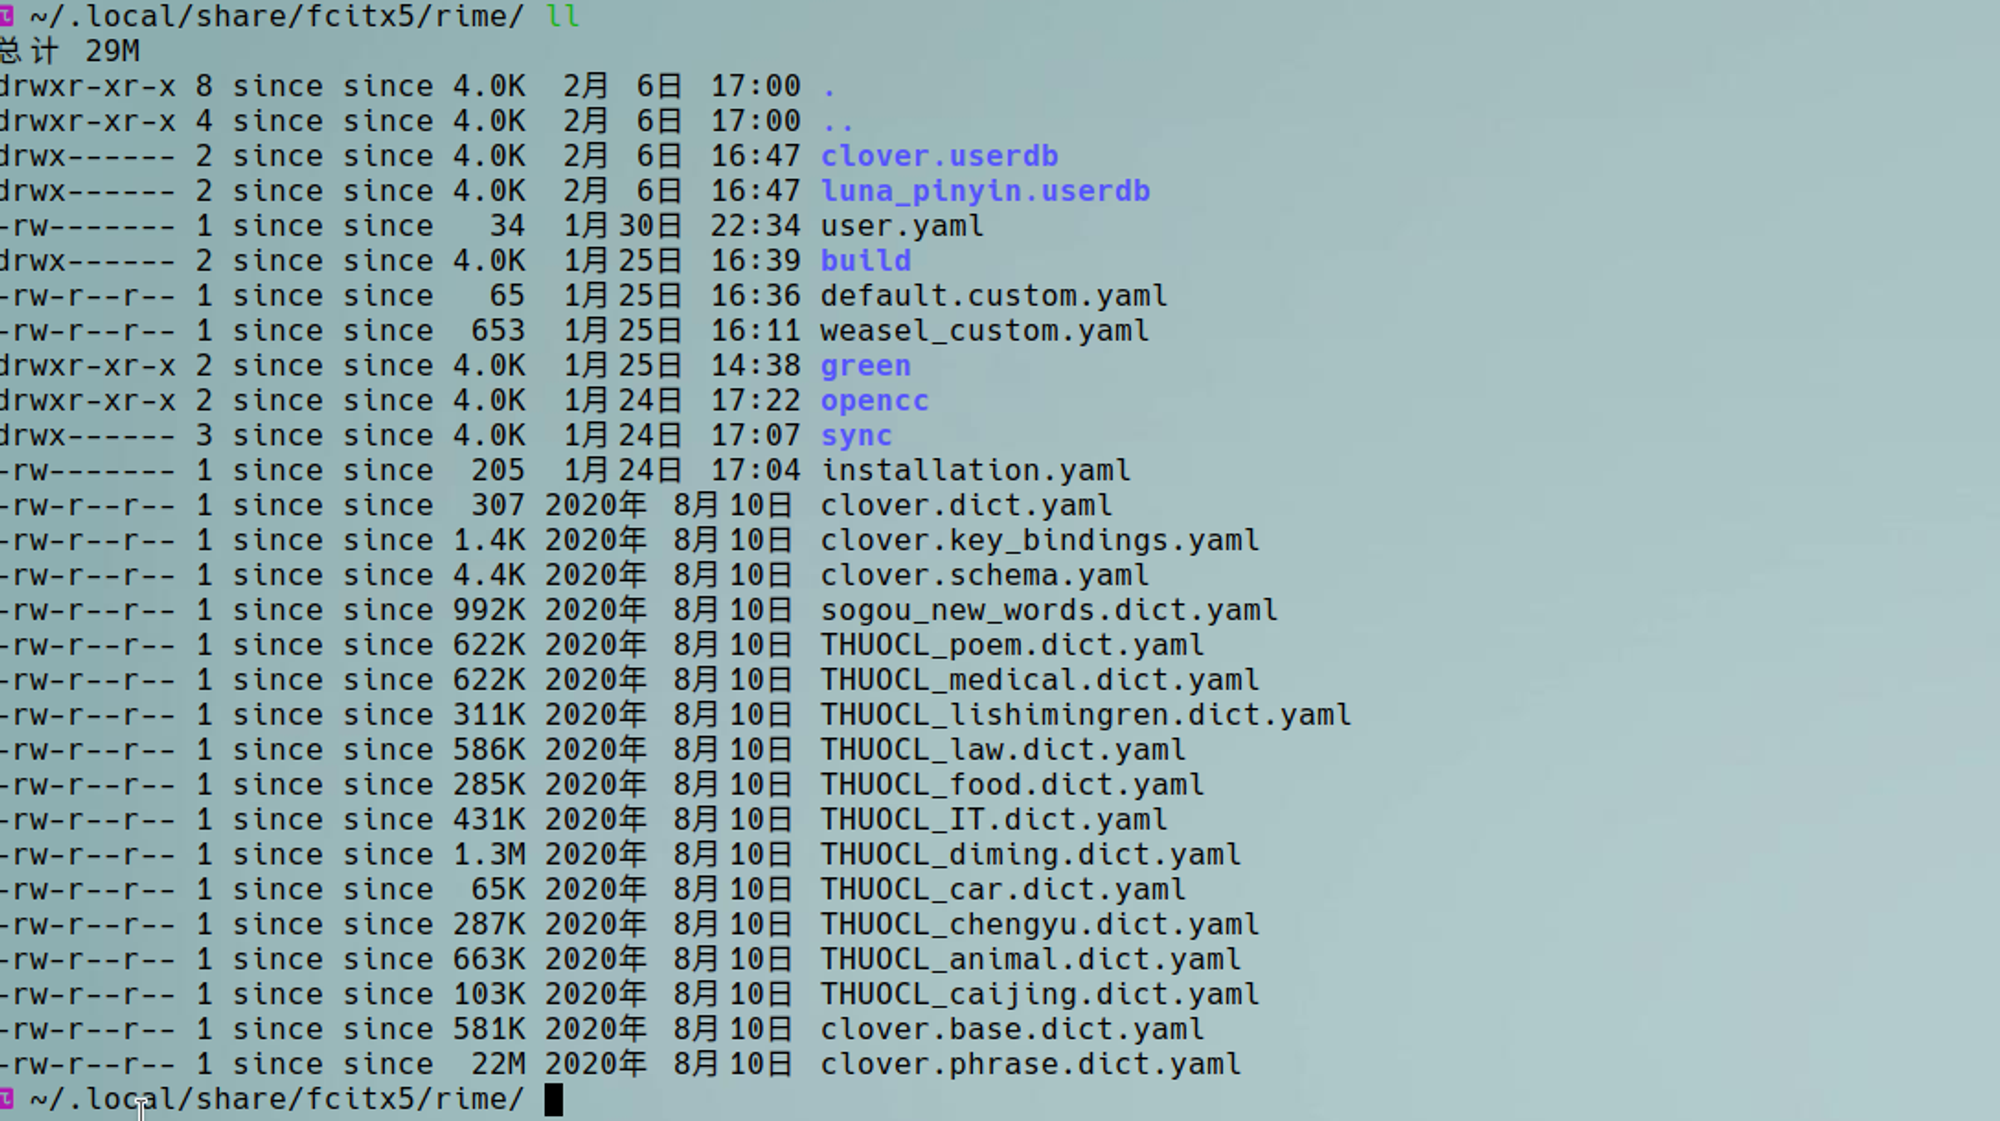 ~/.local/share/fcitx5/rime/ ll
总计 29M
drwxr-xr-x 8 since since 4.0K  2月  6日 17:00 .
drwxr-xr-x 4 since since 4.0K  2月  6日 17:00 ..
drwx------ 2 since since 4.0K  2月  6日 16:47 clover.userdb
drwx------ 2 since since 4.0K  2月  6日 16:47 luna_pinyin.userdb
-rw------- 1 since since   34  1月 30日 22:34 user.yaml
drwx------ 2 since since 4.0K  1月 25日 16:39 build
-rw-r--r-- 1 since since   65  1月 25日 16:36 default.custom.yaml
-rw-r--r-- 1 since since  653  1月 25日 16:11 weasel_custom.yaml
drwxr-xr-x 2 since since 4.0K  1月 25日 14:38 green
drwxr-xr-x 2 since since 4.0K  1月 24日 17:22 opencc
drwx------ 3 since since 4.0K  1月 24日 17:07 sync
-rw------- 1 since since  205  1月 24日 17:04 installation.yaml
-rw-r--r-- 1 since since  307 2020年  8月 10日 clover.dict.yaml
-rw-r--r-- 1 since since 1.4K 2020年  8月 10日 clover.key_bindings.yaml
-rw-r--r-- 1 since since 4.4K 2020年  8月 10日 clover.schema.yaml
-rw-r--r-- 1 since since 992K 2020年  8月 10日 sogou_new_words.dict.yaml
-rw-r--r-- 1 since since 622K 2020年  8月 10日 THUOCL_poem.dict.yaml
-rw-r--r-- 1 since since 622K 2020年  8月 10日 THUOCL_medical.dict.yaml
-rw-r--r-- 1 since since 311K 2020年  8月 10日 THUOCL_lishimingren.dict.yaml
-rw-r--r-- 1 since since 586K 2020年  8月 10日 THUOCL_law.dict.yaml
-rw-r--r-- 1 since since 285K 2020年  8月 10日 THUOCL_food.dict.yaml
-rw-r--r-- 1 since since 431K 2020年  8月 10日 THUOCL_IT.dict.yaml
-rw-r--r-- 1 since since 1.3M 2020年  8月 10日 THUOCL_diming.dict.yaml
-rw-r--r-- 1 since since  65K 2020年  8月 10日 THUOCL_car.dict.yaml
-rw-r--r-- 1 since since 287K 2020年  8月 10日 THUOCL_chengyu.dict.yaml
-rw-r--r-- 1 since since 663K 2020年  8月 10日 THUOCL_animal.dict.yaml
-rw-r--r-- 1 since since 103K 2020年  8月 10日 THUOCL_caijing.dict.yaml
-rw-r--r-- 1 since since 581K 2020年  8月 10日 clover.base.dict.yaml
-rw-r--r-- 1 since since  22M 2020年  8月 10日 clover.phrase.dict.yaml
~/.local/share/fcitx5/rime/